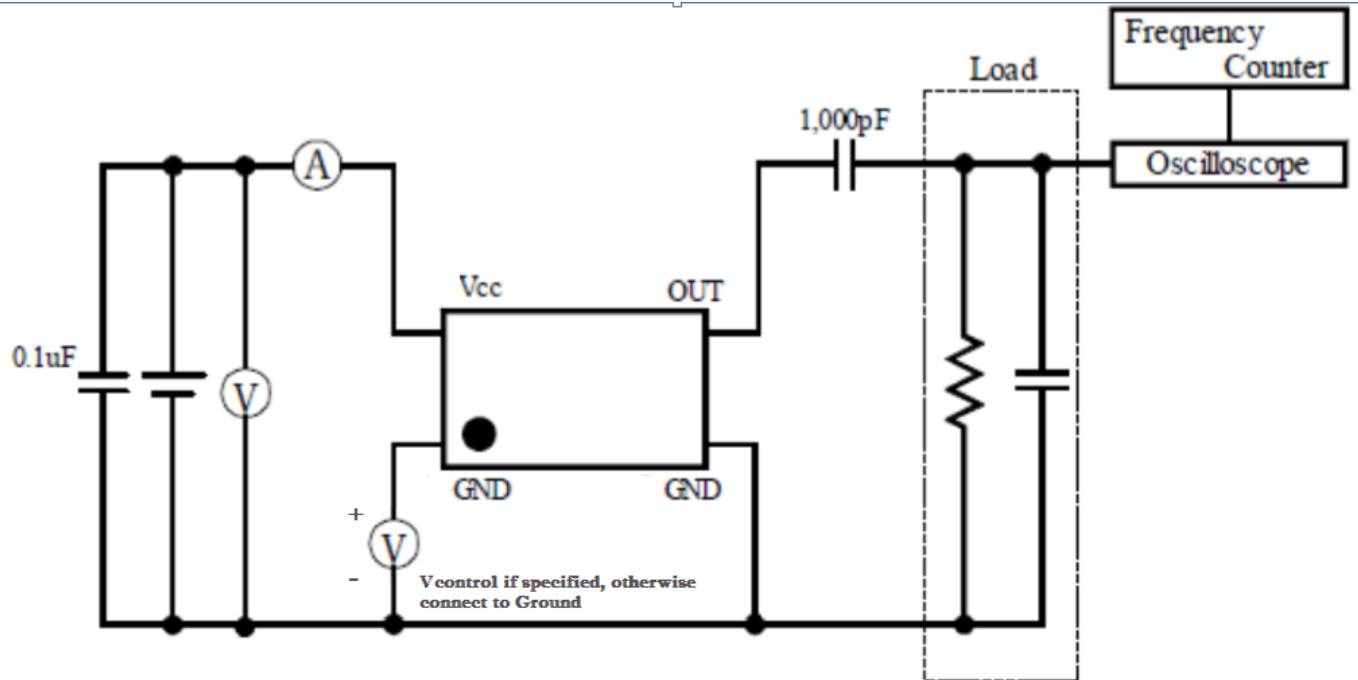 Frequency
Counter
Load
1,000pF
Oscilloscope
A
Vcc
OUT
0.1uF
V
GND
GND
+
V
-
Vcontrol if specified, otherwise
connect to Ground